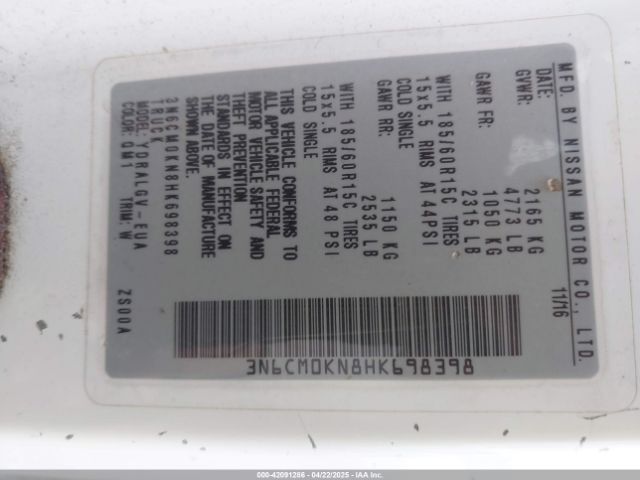 MFD. BY NISSAN MOTOR CO., LTD.
DATE: 11/16
GVWR: 2165 KG
4773 LB
GAWR FR: 1050 KG
2315 LB
WITH 185/60R15C TIRES
15x5.5 RIMS AT 44PSI
COLD SINGLE
GAWR RR: 1150 KG
2535 LB
WITH 185/60R15C TIRES
15x5.5 RIMS AT 48 PSI
COLD SINGLE
THIS VEHICLE CONFORMS TO
ALL APPLICABLE FEDERAL
MOTOR VEHICLE SAFETY AND
THEFT PREVENTION
STANDARDS IN EFFECT ON
THE DATE OF MANUFACTURE
SHOWN ABOVE.
3N6CM0KN8HK698398
TRUCK
YDRALGV-EUA
COLOR: QM1 TRIM: W
ZS00A
3N6CM0KN8HK698398
000-42091286 - 04/22/2025 - IAA Inc.